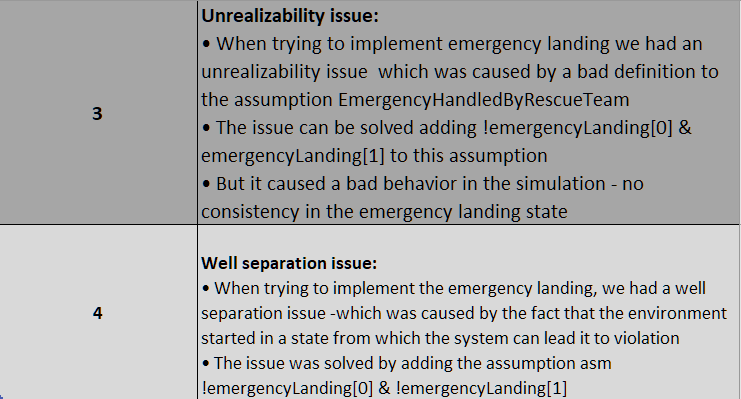 Unrealizability issue:
• When trying to implement emergency landing we had an
unrealizability issue which was caused by a bad definition to
the assumption EmergencyHandledByRescueTeam
3
• The issue can be solved adding !emergencyLanding[0] &
emergencyLanding[1] to this assumption
• But it caused a bad behavior in the simulation - no
consistency in the emergency landing state
Well separation issue:
• When trying to implement the emergency landing, we had a well
4
separation issue -which was caused by the fact that the environment
started in a state from which the system can lead it to violation
• The issue was solved by adding the assumption asm
!emergencyLanding[0] & !emergencyLanding[1]